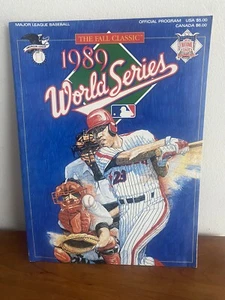 MAJOR LEAGUE BASEBALL
OFFICIAL PROGRAM USA $5.00
CANADA $6.00
THE FALL CLASSIC
1989
World Series
23